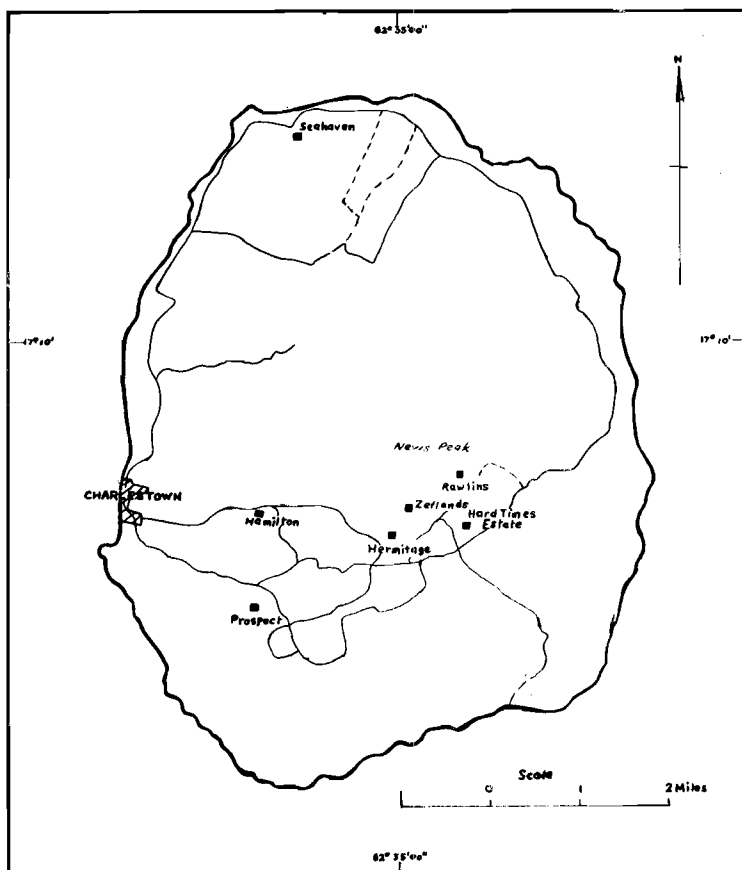 62° 35'00"
N
Seahaven
17° 10'
17° 10'
Nevis Peak
Rawlins
CHARLESTOWN
Zetlands
Hamilton
Hard Times
Estate
Hermitage
Prospect
Scale
0 1 2 Miles
62° 35'00"